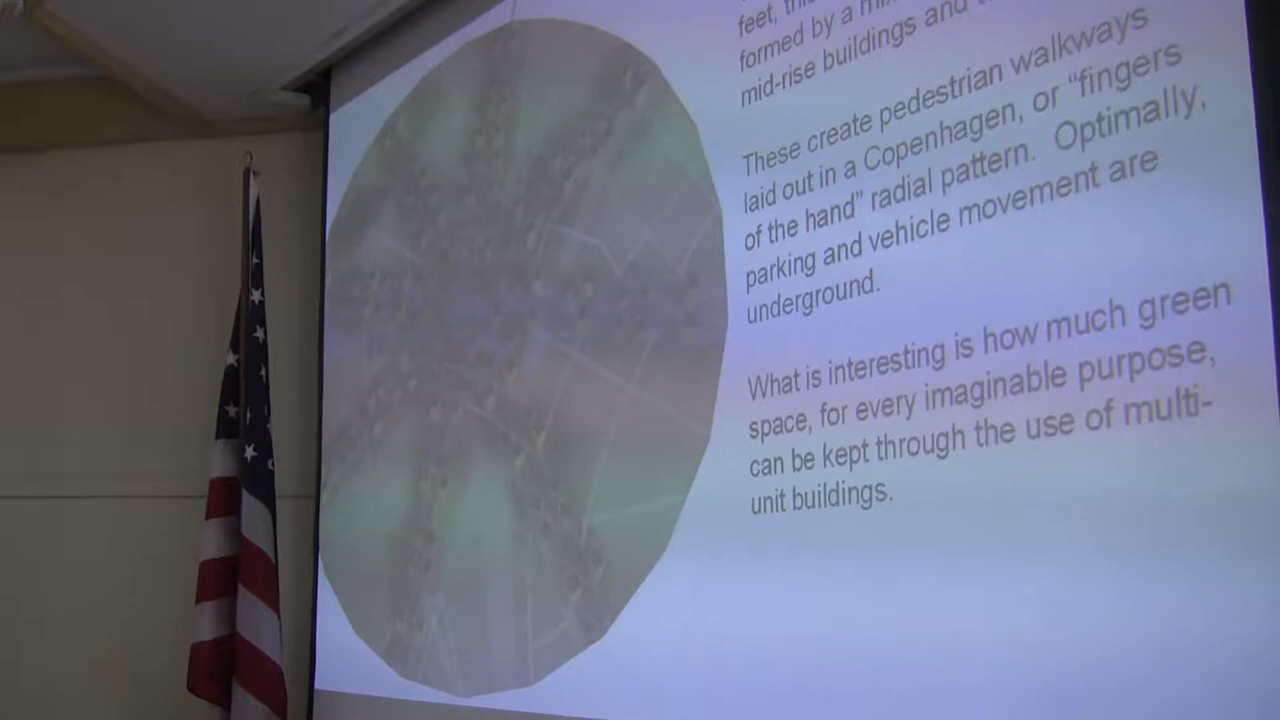 feet,
formed by a
mid-rise buildings and
These create pedestrian walkways
laid out in a Copenhagen, or “fingers
of the hand” radial pattern. Optimally,
parking and vehicle movement are
underground.
What is interesting is how much green
space, for every imaginable purpose,
can be kept through the use of multi-
unit buildings.